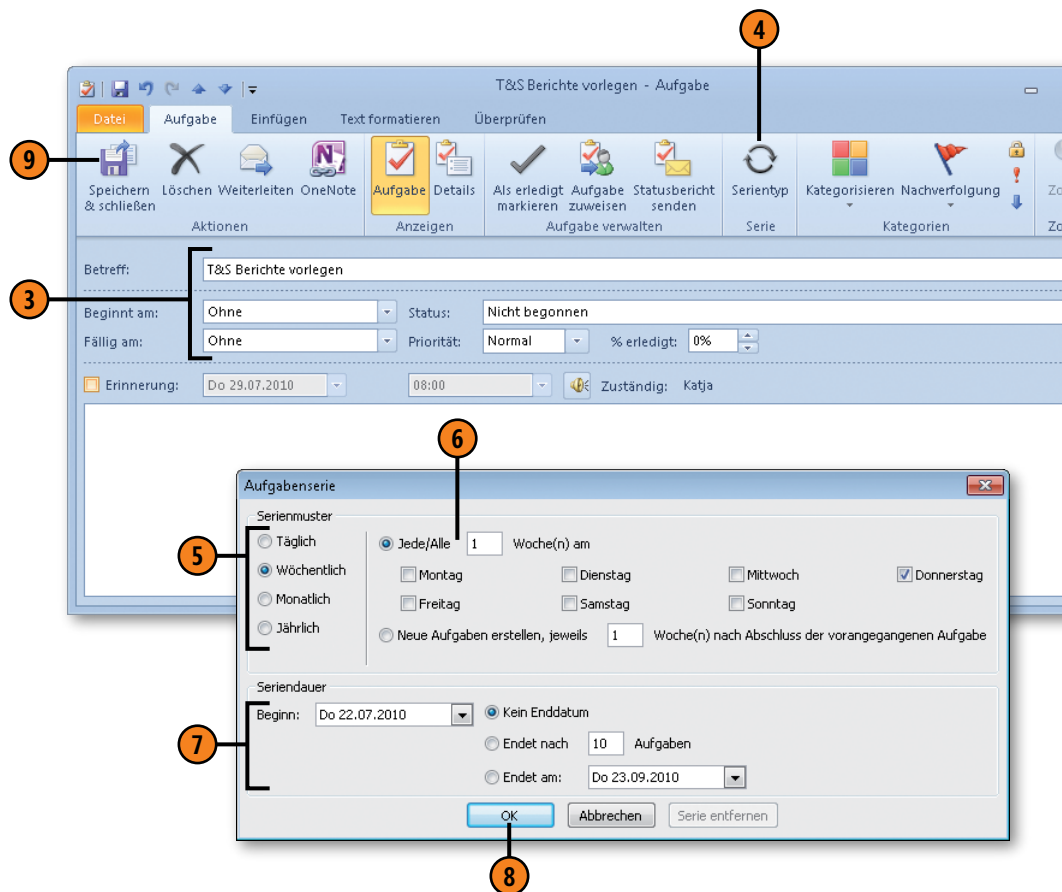 4
T&S Berichte vorlegen - Aufgabe
Datei Aufgabe Einfügen Text formatieren Überprüfen
9
Speichern & schließen Löschen Weiterleiten OneNote Aufgabe Details Als erledigt markieren Aufgabe zuweisen Statusbericht senden Serientyp Kategorisieren Nachverfolgung Zo
Aktionen Anzeigen Aufgabe verwalten Serie Kategorien Zo
Betreff: T&S Berichte vorlegen
3
Beginnt am: Ohne Status: Nicht begonnen
Fällig am: Ohne Priorität: Normal % erledigt: 0%
Erinnerung: Do 29.07.2010 08:00 Zuständig: Katja
6
Aufgabenserie
Serienmuster
5
Täglich Jede/Alle 1 Woche(n) am
Wöchentlich Montag Dienstag Mittwoch Donnerstag
Monatlich Freitag Samstag Sonntag
Jährlich Neue Aufgaben erstellen, jeweils 1 Woche(n) nach Abschluss der vorangegangenen Aufgabe
Seriendauer
Beginn: Do 22.07.2010 Kein Enddatum
7
Endet nach 10 Aufgaben
Endet am: Do 23.09.2010
OK Abbrechen Serie entfernen
8